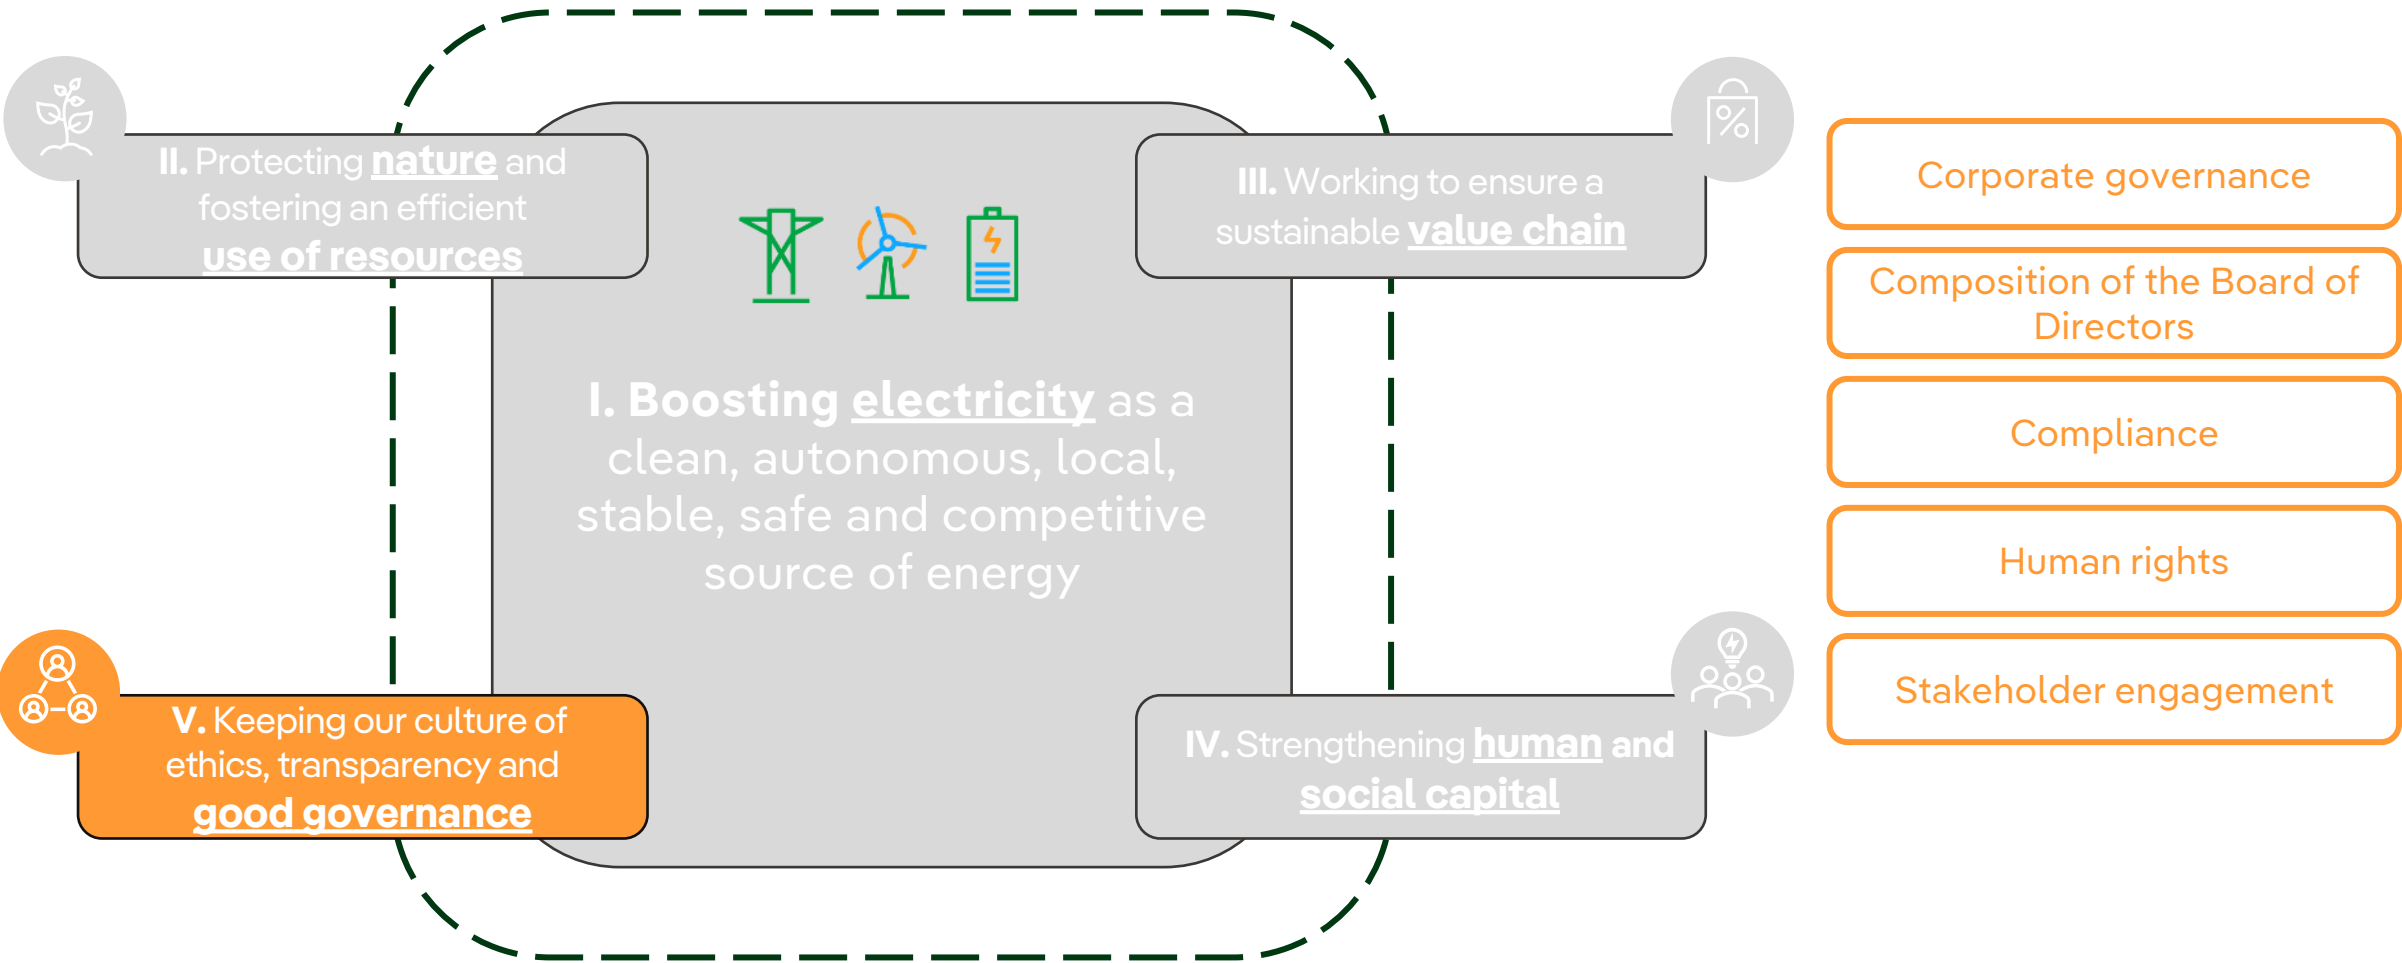 II. Protecting nature and
fostering an efficient
use of resources
III. Working to ensure a
sustainable value chain
I. Boosting electricity as a
clean, autonomous, local,
stable, safe and competitive
source of energy
V. Keeping our culture of
ethics, transparency and
good governance
IV. Strengthening human and
social capital
Corporate governance
Composition of the Board of
Directors
Compliance
Human rights
Stakeholder engagement